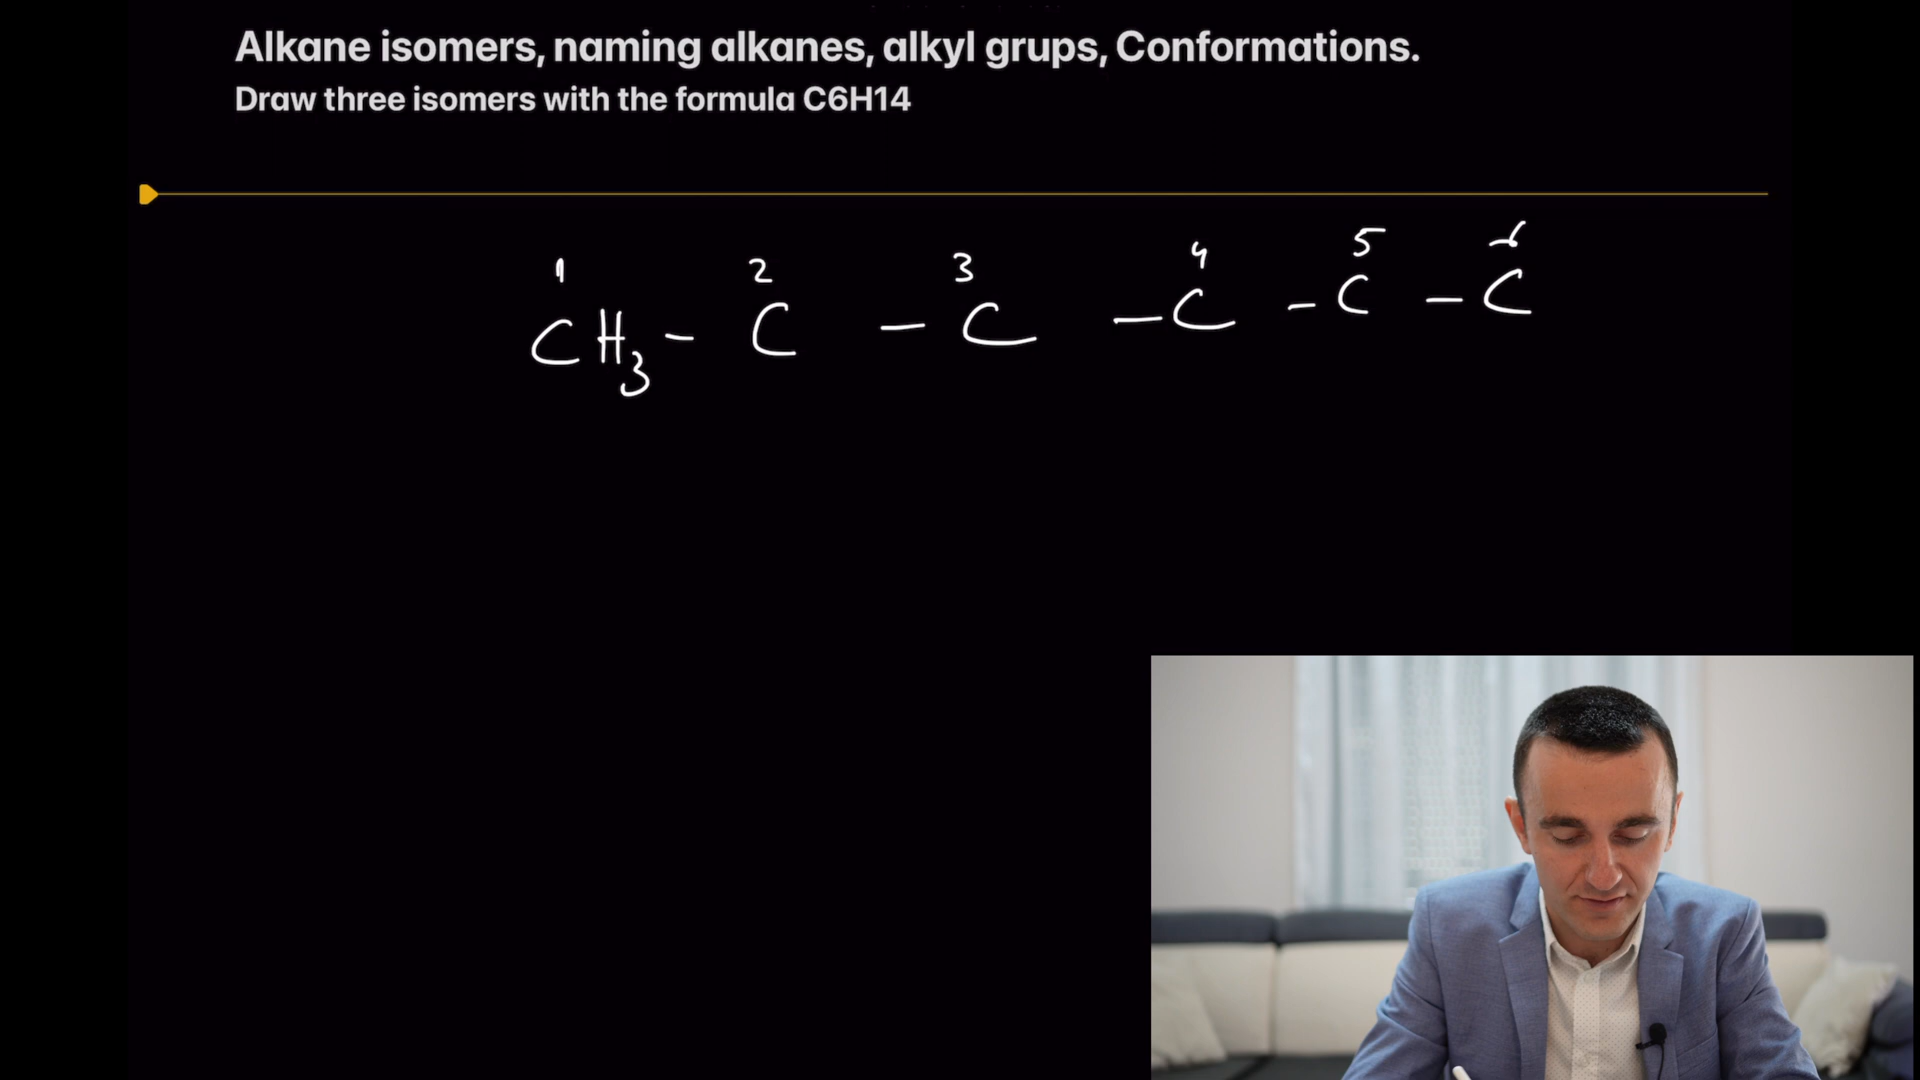 Alkane isomers, naming alkanes, alkyl grups, Conformations.
Draw three isomers with the formula C6H14
1 2 3 4 5 6
CH3 - C - C - C - C - C